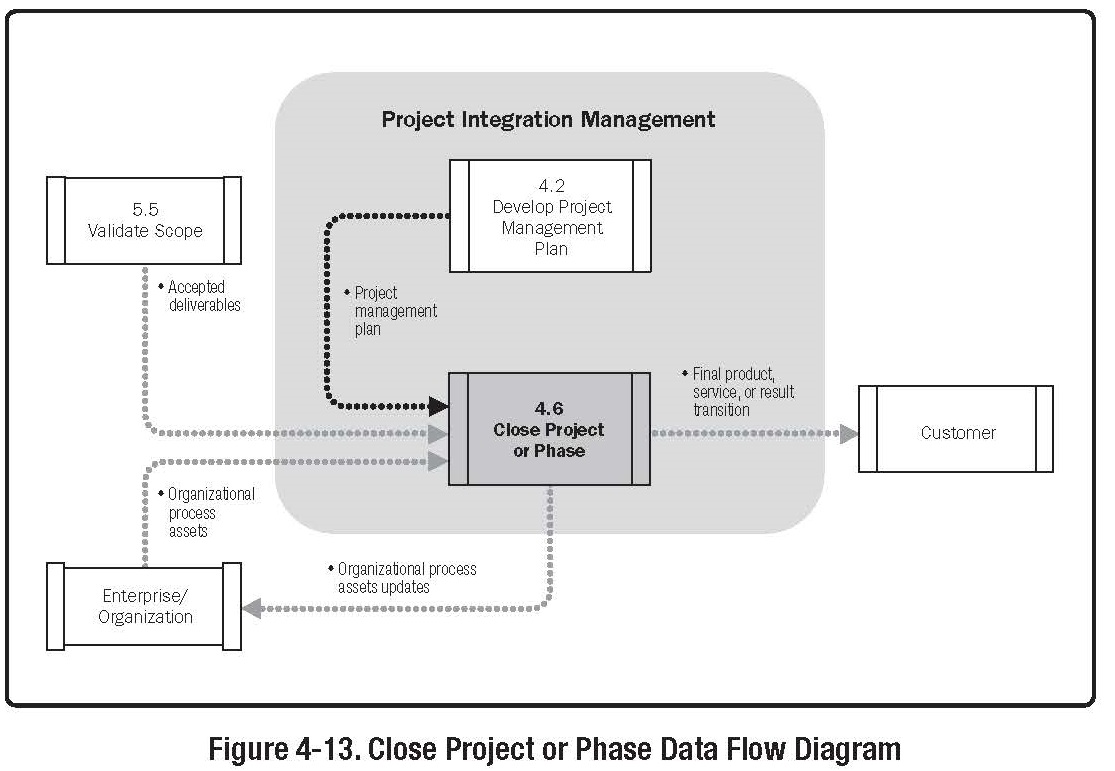 Project Integration Management
4.2
Develop Project
Management
Plan
5.5
Validate Scope
• Accepted
deliverables
• Project
management
plan
4.6
Close Project
or Phase
• Final product,
service, or result
transition
Customer
• Organizational
process
assets
• Organizational process
assets updates
Enterprise/
Organization
Figure 4-13. Close Project or Phase Data Flow Diagram